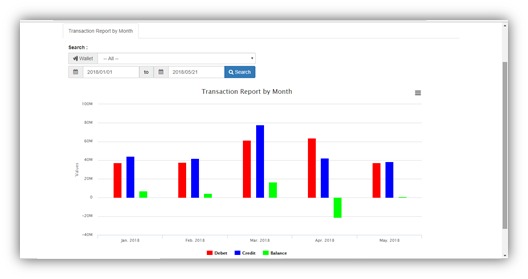 Transaction Report by Month
Search :
Wallet
-- All --
2018/01/01 to 2018/05/21 Search
Transaction Report by Month
100M
80M
60M
40M
20M
0
-20M
-40M
Values
Jan. 2018 Feb. 2018 Mar. 2018 Apr. 2018 May. 2018
Debet Credit Balance